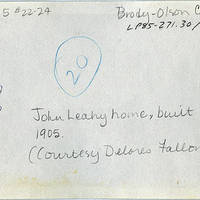 5 #22-24
Brody-Olson C
LP85-271.30/
20
John Leahy home, built
1905.
(Courtesy Delores Fallon